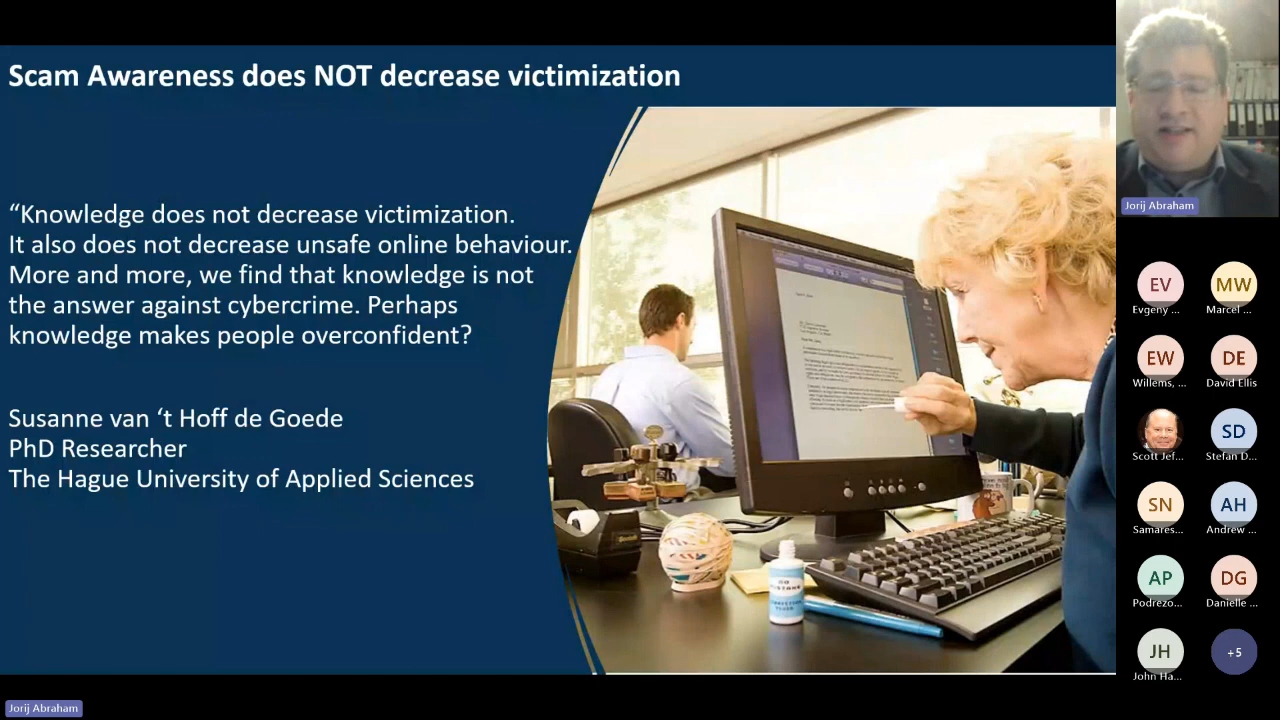 Scam Awareness does NOT decrease victimization
“Knowledge does not decrease victimization.
It also does not decrease unsafe online behaviour.
More and more, we find that knowledge is not
the answer against cybercrime. Perhaps
knowledge makes people overconfident?
Susanne van ‘t Hoff de Goede
PhD Researcher
The Hague University of Applied Sciences
Jorij Abraham
EV
Evgeny ...
MW
Marcel ...
EW
Willems, ...
DE
David Ellis
Scott Jef...
SD
Stefan D...
SN
Samares...
AH
Andrew ...
AP
Podrezo...
DG
Danielle ...
JH
John Ha...
+5
Jorij Abraham